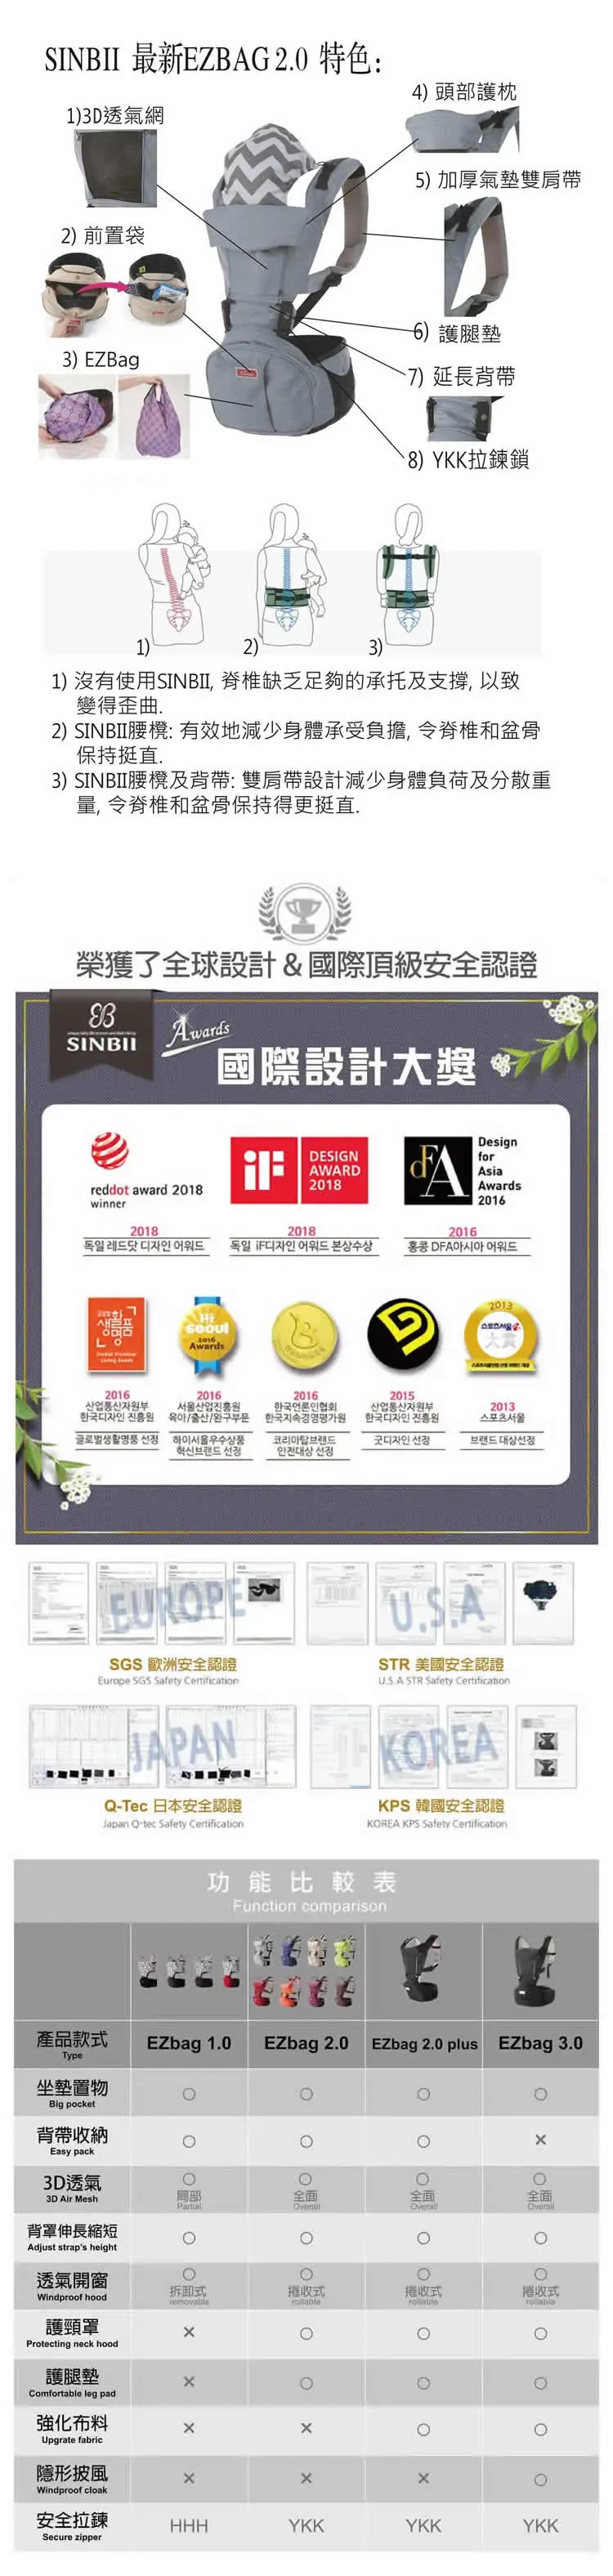 SINBII 最新EZBAG 2.0 特色:
1)3D透氣網
4) 頭部護枕
5) 加厚氣墊雙肩帶
2) 前置袋
3) EZBag
6) 護腿墊
7) 延長背帶
8) YKK拉鍊鎖
1)
2)
3)
1) 沒有使用SINBII, 脊椎缺乏足夠的承托及支撐, 以致
變得歪曲.
2) SINBII腰櫈: 有效地減少身體承受負擔, 令脊椎和盆骨
保持挺直.
3) SINBII腰櫈及背帶: 雙肩帶設計減少身體負荷及分散重
量, 令脊椎和盆骨保持得更挺直.
榮獲了全球設計 & 國際頂級安全認證
SINBII
Awards
國際設計大獎
reddot award 2018
winner
iF
DESIGN
AWARD
2018
dFA
Design
for
Asia
Awards
2016
2018
독일 레드닷 디자인 어워드
2018
독일 iF디자인 어워드 본상수상
2016
홍콩 DFA아시아 어워드
생활명품
Hi
Seoul
2016
Awards
2013
스포츠서울
大賞
2016
산업통산자원부
한국디자인 진흥원
글로벌생활명품 선정
2016
서울산업진흥원
육아/출산/완구부문
하이서울우수상품
혁신브랜드 선정
2016
한국언론인협회
한국지속경영평가원
코리아탑브랜드
인전대상 선정
2015
산업통산자원부
한국디자인 진흥원
굿디자인 선정
2013
스포츠서울
브랜드 대상선정
EUROPE
U.S.A
SGS 歐洲安全認證
Europe SGS Safety Certification
STR 美國安全認證
U.S.A STR Safety Certification
JAPAN
KOREA
Q-Tec 日本安全認證
Japan Q-tec Safety Certification
KPS 韓國安全認證
KOREA KPS Safety Certification
功能比較表
Function comparison
產品款式
Type
EZbag 1.0
EZbag 2.0
EZbag 2.0 plus
EZbag 3.0
坐墊置物
Big pocket
○ ○ ○ ○
背帶收納
Easy pack
○ ○ ○ ×
3D透氣
3D Air Mesh
○ ○ ○ ○
局部 全面 全面 全面
Partial Overall Overall Overall
背罩伸長縮短
Adjust strap's height
○ ○ ○ ○
透氣開窗
Windproof hood
○ ○ ○ ○
拆卸式 捲收式 捲收式 捲收式
removable rollable rollable rollable
護頸罩
Protecting neck hood
× ○ ○ ○
護腿墊
Comfortable leg pad
× ○ ○ ○
強化布料
Upgrate fabric
× × ○ ○
隱形披風
Windproof cloak
× × × ○
安全拉鍊
Secure zipper
HHH YKK YKK YKK